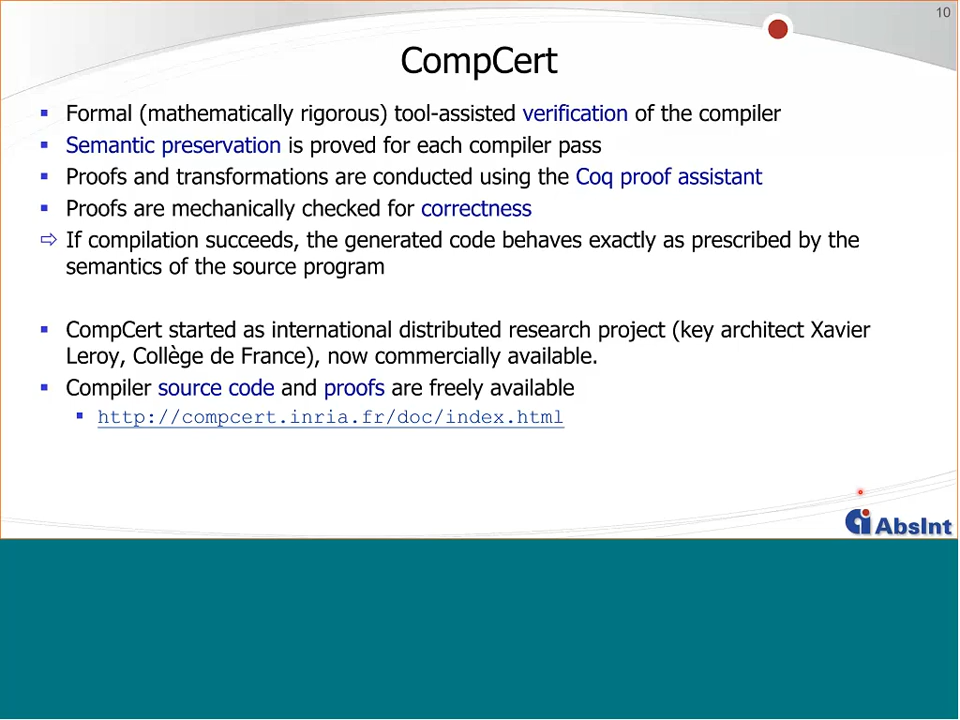 10
CompCert
Formal (mathematically rigorous) tool-assisted verification of the compiler
Semantic preservation is proved for each compiler pass
Proofs and transformations are conducted using the Coq proof assistant
Proofs are mechanically checked for correctness
⇨ If compilation succeeds, the generated code behaves exactly as prescribed by the
semantics of the source program
CompCert started as international distributed research project (key architect Xavier
Leroy, Collège de France), now commercially available.
Compiler source code and proofs are freely available
http://compcert.inria.fr/doc/index.html
AbsInt